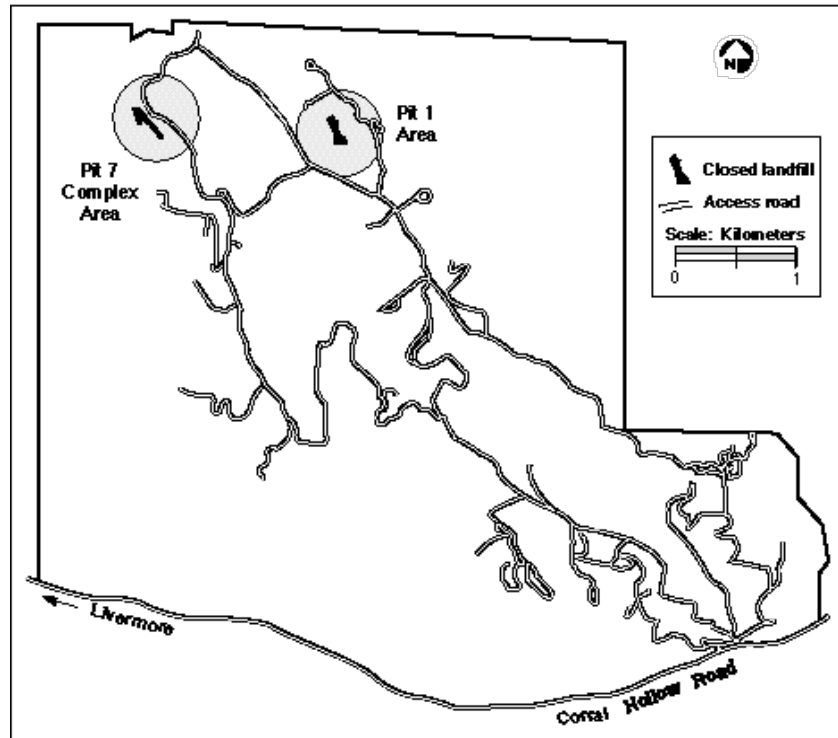 N
Pit 1
Area
Pit 7
Complex
Area
Closed landfill
Access road
Scale: Kilometers
0 1
Livermore
Corral Hollow Road